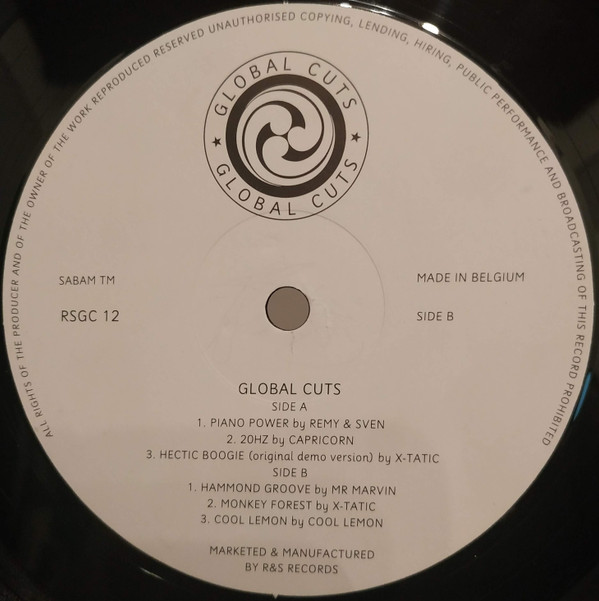 ALL RIGHTS OF THE PRODUCER AND OF THE OWNER OF THE WORK REPRODUCED RESERVED UNAUTHORISED COPYING, LENDING, HIRING, PUBLIC PERFORMANCE AND BROADCASTING OF THIS RECORD PROHIBITED
GLOBAL CUTS
GLOBAL CUTS
SABAM TM
MADE IN BELGIUM
RSGC 12
SIDE B
GLOBAL CUTS
SIDE A
1. PIANO POWER by REMY & SVEN
2. 20HZ by CAPRICORN
3. HECTIC BOOGIE (original demo version) by X-TATIC
SIDE B
1. HAMMOND GROOVE by MR MARVIN
2. MONKEY FOREST by X-TATIC
3. COOL LEMON by COOL LEMON
MARKETED & MANUFACTURED
BY R&S RECORDS